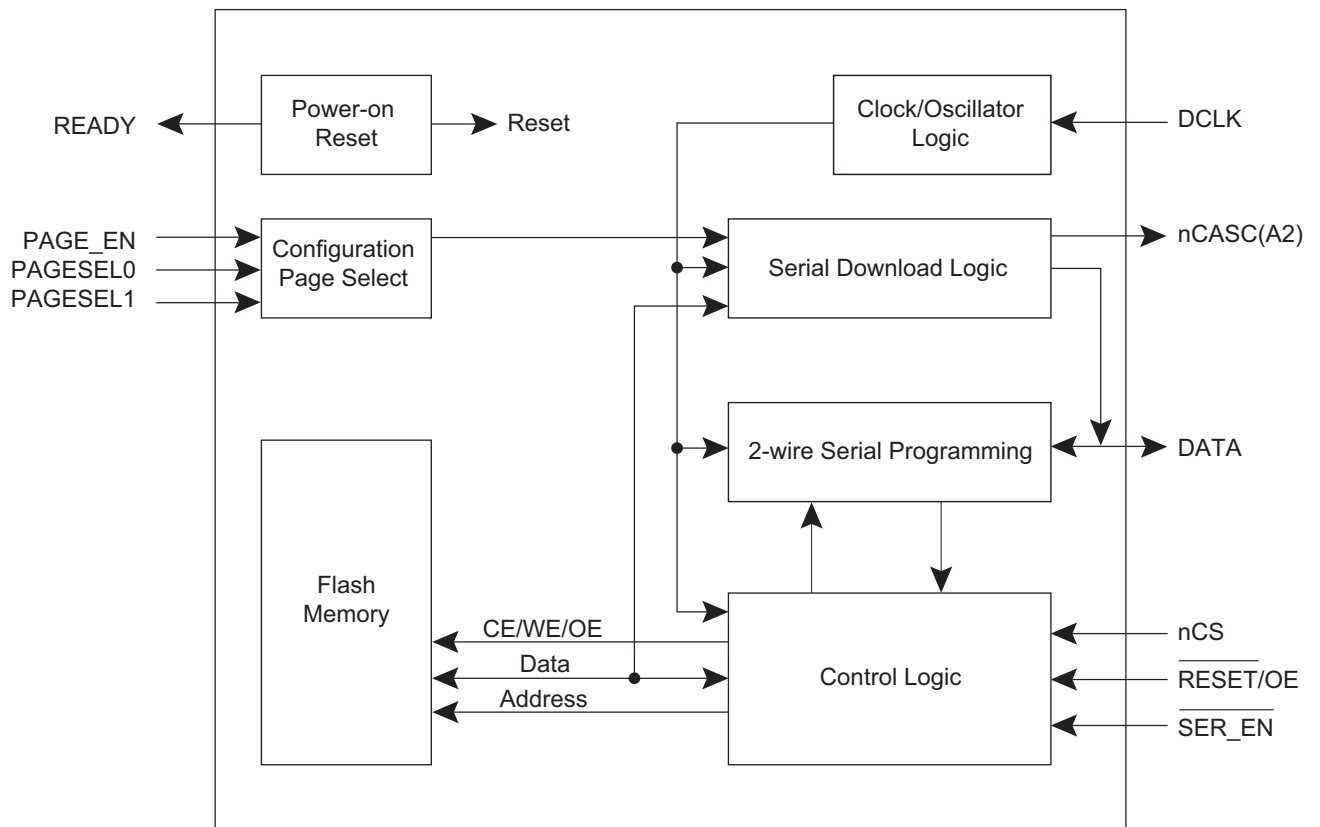 READY
Power-on
Reset
Reset
Clock/Oscillator
Logic
DCLK
PAGE_EN
PAGESEL0
PAGESEL1
Configuration
Page Select
Serial Download Logic
nCASC(A2)
2-wire Serial Programming
DATA
Flash
Memory
CE/WE/OE
Data
Address
Control Logic
nCS
RESET/OE
SER_EN